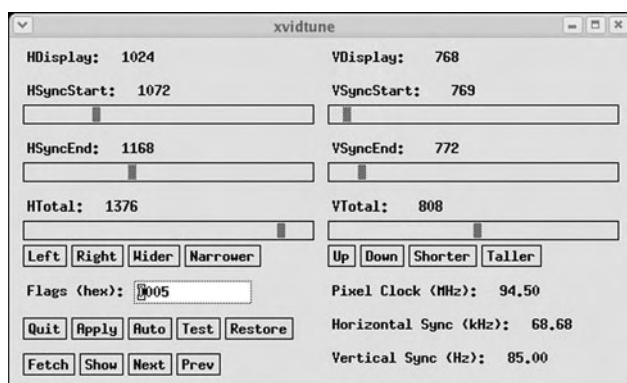 xvidtune
HDisplay: 1024 VDisplay: 768
HSyncStart: 1072 VSyncStart: 769
HSyncEnd: 1168 VSyncEnd: 772
HTotal: 1376 VTotal: 808
Left Right Wider Narrower Up Down Shorter Taller
Flags (hex): 0005 Pixel Clock (MHz): 94.50
Quit Apply Auto Test Restore Horizontal Sync (kHz): 68.68
Fetch Show Next Prev Vertical Sync (Hz): 85.00